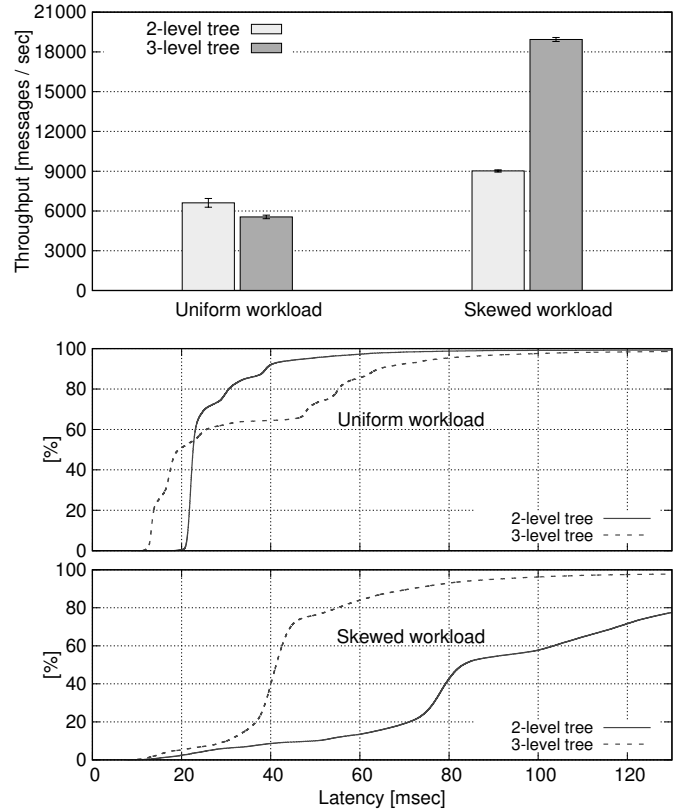 21000
18000
15000
12000
9000
6000
3000
0
Throughput [messages / sec]
2-level tree
3-level tree
Uniform workload
Skewed workload
100
80
60
40
20
0
[%]
Uniform workload
2-level tree
3-level tree
100
80
60
40
20
0
[%]
Skewed workload
2-level tree
3-level tree
0 20 40 60 80 100 120
Latency [msec]